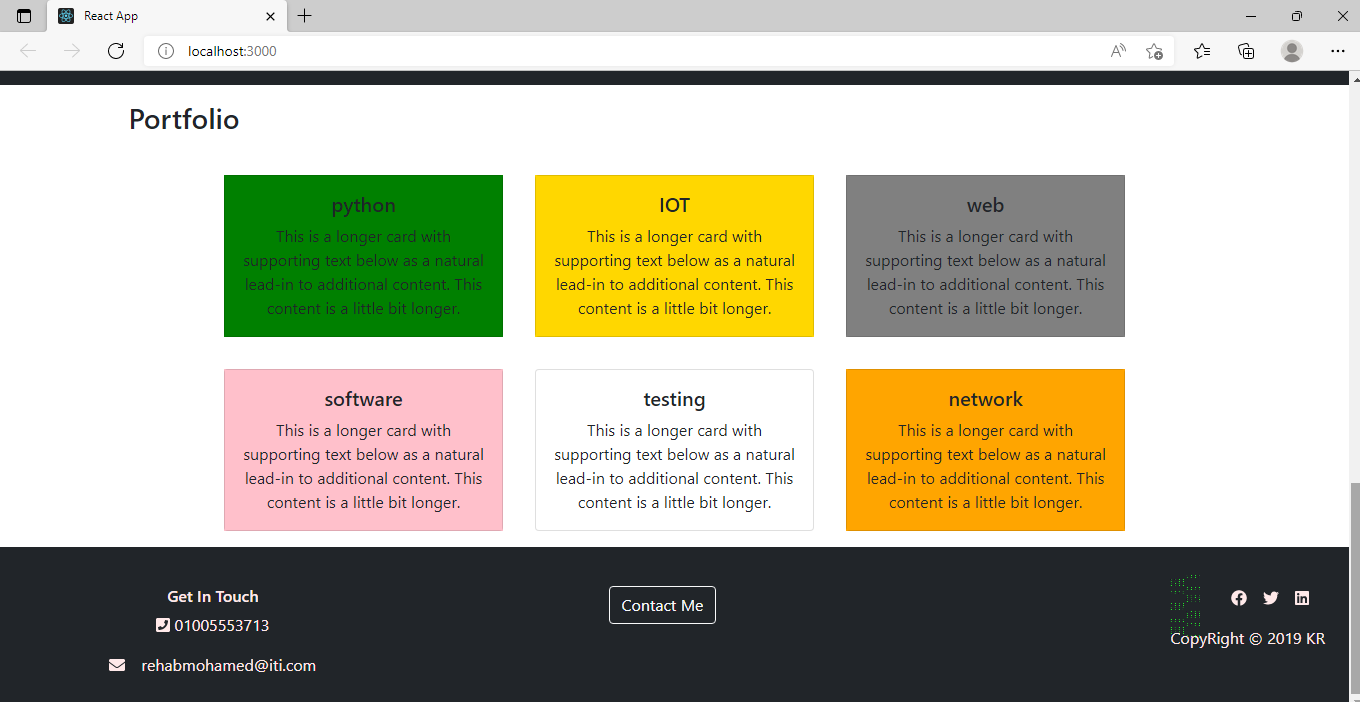 React App
localhost:3000
Portfolio
python
This is a longer card with
supporting text below as a natural
lead-in to additional content. This
content is a little bit longer.
IOT
This is a longer card with
supporting text below as a natural
lead-in to additional content. This
content is a little bit longer.
web
This is a longer card with
supporting text below as a natural
lead-in to additional content. This
content is a little bit longer.
software
This is a longer card with
supporting text below as a natural
lead-in to additional content. This
content is a little bit longer.
testing
This is a longer card with
supporting text below as a natural
lead-in to additional content. This
content is a little bit longer.
network
This is a longer card with
supporting text below as a natural
lead-in to additional content. This
content is a little bit longer.
Get In Touch
01005553713
rehabmohamed@iti.com
Contact Me
CopyRight © 2019 KR